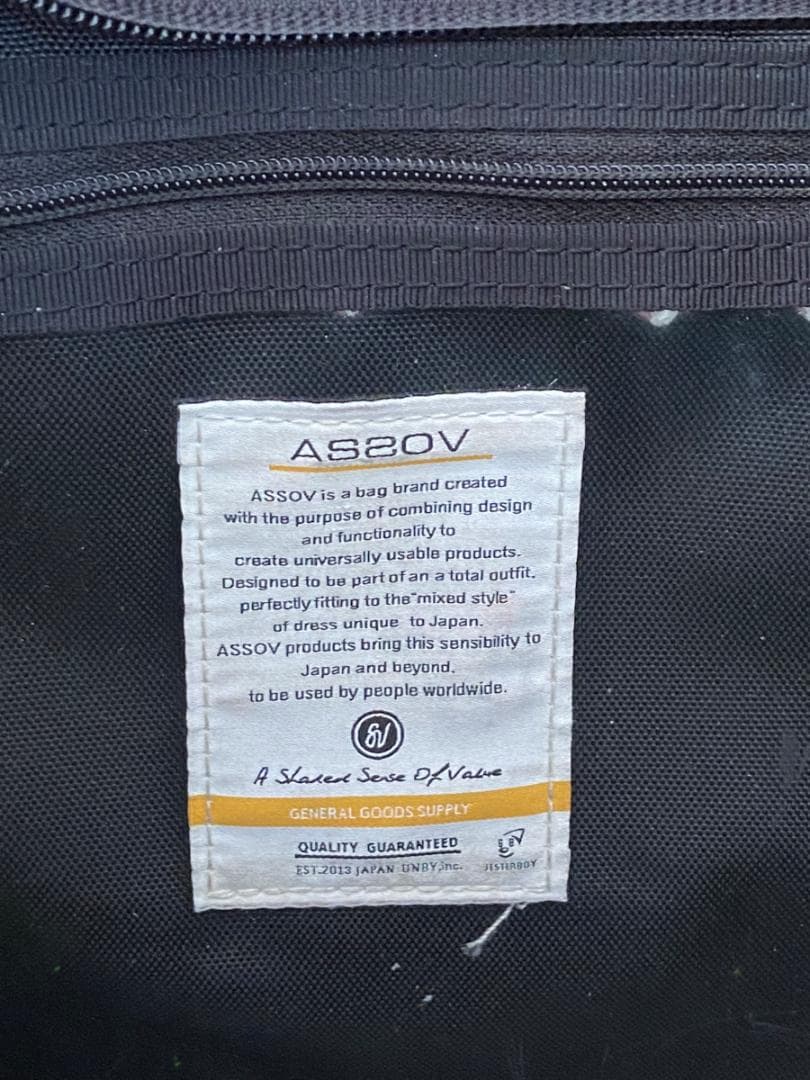 ASSOV
ASSOV is a bag brand created
with the purpose of combining design
and functionality to
create universally usable products.
Designed to be part of an a total outfit.
perfectly fitting to the "mixed style"
of dress unique to Japan.
ASSOV products bring this sensibility to
Japan and beyond,
to be used by people worldwide.
SV
A Shared Sense Of Value
GENERAL GOODS SUPPLY
QUALITY GUARANTEED
EST.2013 JAPAN UNBY,inc.
JESTERBOY